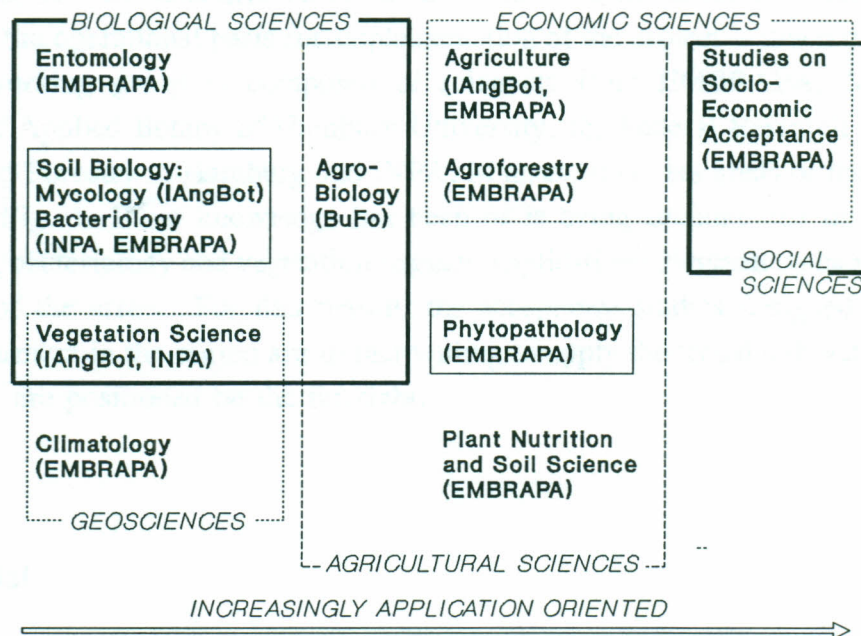 BIOLOGICAL SCIENCES
Entomology
(EMBRAPA)
Soil Biology:
Mycology (IAngBot)
Bacteriology
(INPA, EMBRAPA)
Vegetation Science
(IAngBot, INPA)
Climatology
(EMBRAPA)
GEOSCIENCES
Agro-
Biology
(BuFo)
ECONOMIC SCIENCES
Agriculture
(IAngBot,
EMBRAPA)
Agroforestry
(EMBRAPA)
Phytopathology
(EMBRAPA)
Plant Nutrition
and Soil Science
(EMBRAPA)
AGRICULTURAL SCIENCES
Studies on
Socio-
Economic
Acceptance
(EMBRAPA)
SOCIAL
SCIENCES
INCREASINGLY APPLICATION ORIENTED